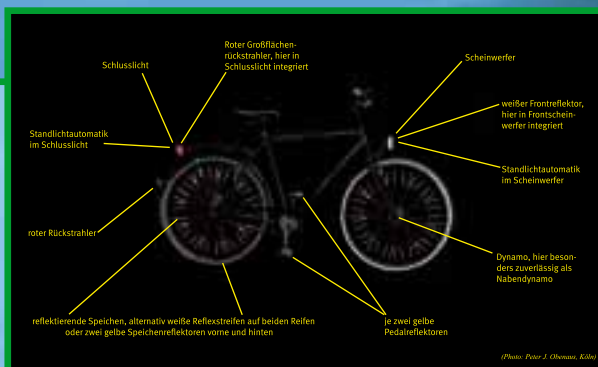 Roter Großflächen-
rückstrahler, hier in
Schlusslicht integriert
Schlusslicht
Scheinwerfer
weißer Frontreflektor,
hier in Frontschein-
werfer integriert
Standlichtautomatik
im Schlusslicht
Standlichtautomatik
im Scheinwerfer
roter Rückstrahler
Dynamo, hier beson-
ders zuverlässig als
Nabendynamo
reflektierende Speichen, alternativ weiße Reflexstreifen auf beiden Reifen
oder zwei gelbe Speichenreflektoren vorne und hinten
je zwei gelbe
Pedalreflektoren
(Photo: Peter J. Obenaus, Köln)